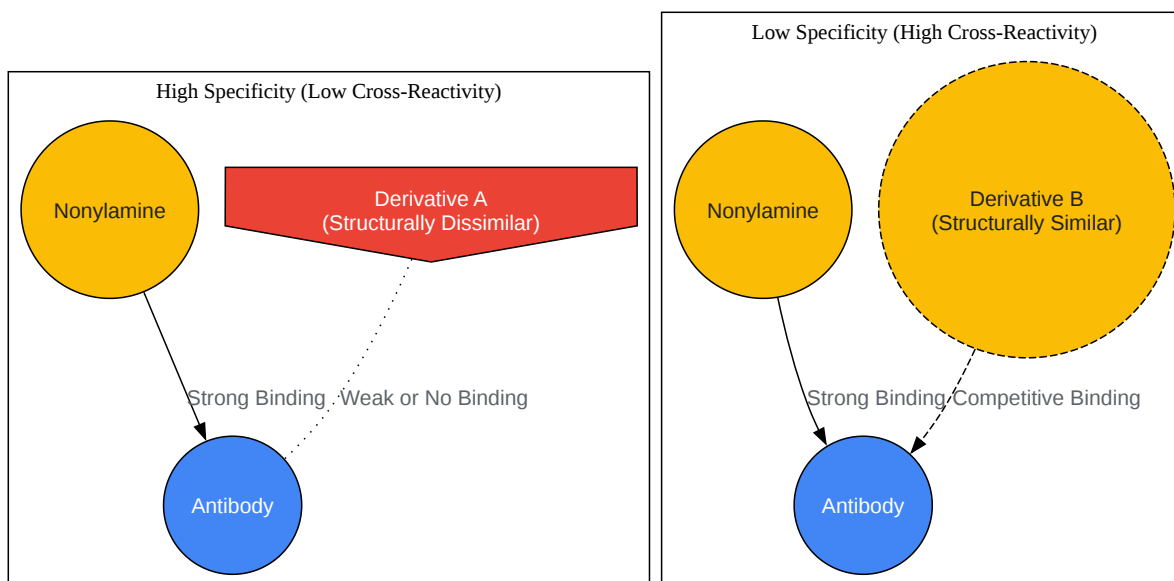 High Specificity (Low Cross-Reactivity)
Nonylamine
Derivative A
(Structurally Dissimilar)
Strong Binding
Weak or No Binding
Antibody
Low Specificity (High Cross-Reactivity)
Nonylamine
Derivative B
(Structurally Similar)
Strong Binding
Competitive Binding
Antibody